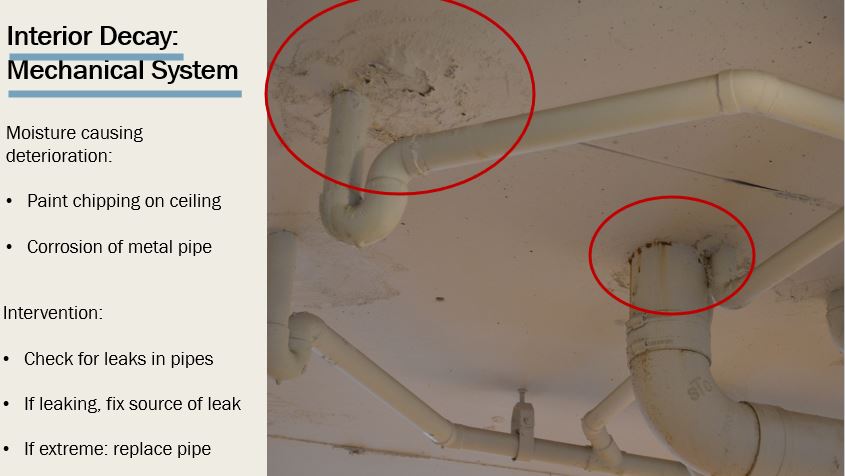 Interior Decay:
Mechanical System
Moisture causing
deterioration:
• Paint chipping on ceiling
• Corrosion of metal pipe
Intervention:
• Check for leaks in pipes
• If leaking, fix source of leak
• If extreme: replace pipe